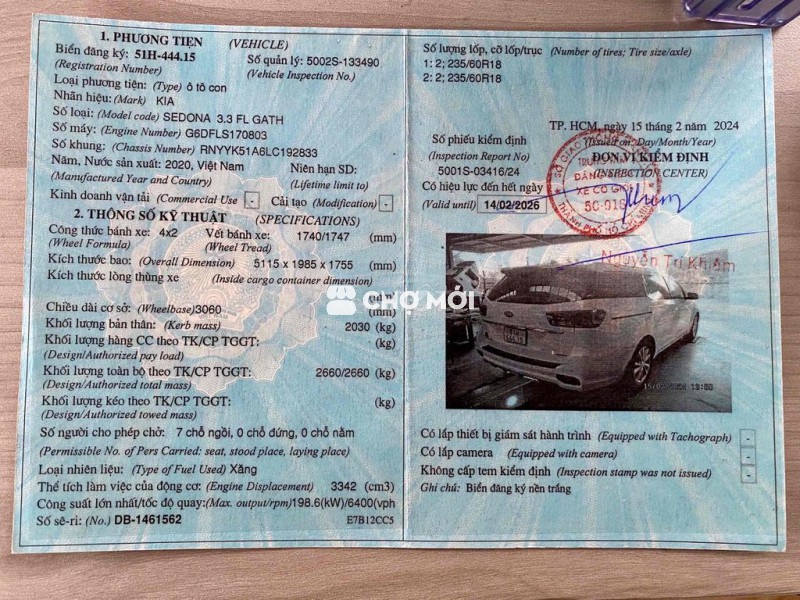 1. PHƯƠNG TIỆN (VEHICLE)
Biển đăng ký: 51H-444.15 Số quản lý: 5002S-133490
(Registration Number) (Vehicle Inspection No.)
Loại phương tiện: (Type) ô tô con
Nhãn hiệu: (Mark) KIA
Số loại: (Model code) SEDONA 3.3 FL GATH
Số máy: (Engine Number) G6DFLS170803
Số khung: (Chassis Number) RNYYK51A6LC192833
Năm, Nước sản xuất: 2020, Việt Nam Niên hạn SD:
(Manufactured Year and Country) (Lifetime limit to)
Kinh doanh vận tải (Commercial Use - Cải tạo (Modification) -
2. THÔNG SỐ KỸ THUẬT (SPECIFICATIONS)
Công thức bánh xe: 4x2 Vết bánh xe: 1740/1747 (mm)
(Wheel Formula) (Wheel Tread)
Kích thước bao: (Overall Dimension) 5115 x 1985 x 1755 (mm)
Kích thước lòng thùng xe (Inside cargo container dimension)
(mm)
Chiều dài cơ sở: (Wheelbase) 3060 (mm)
Khối lượng bản thân: (Kerb mass) 2030 (kg)
Khối lượng hàng CC theo TK/CP TGGT: (kg)
(Design/Authorized pay load)
Khối lượng toàn bộ theo TK/CP TGGT: 2660/2660 (kg)
(Design/Authorized total mass)
Khối lượng kéo theo TK/CP TGGT: (kg)
(Design/Authorized towed mass)
Số người cho phép chở: 7 chỗ ngồi, 0 chỗ đứng, 0 chỗ nằm
(Permissible No. of Pers Carried: seat, stood place, laying place)
Loại nhiên liệu: (Type of Fuel Used) Xăng
Thể tích làm việc của động cơ: (Engine Displacement) 3342 (cm3)
Công suất lớn nhất/tốc độ quay:(Max. output/rpm)198.6(kW)/6400(vph
Số sê-ri: (No.) DB-1461562 E7B12CC5
Số lượng lốp, cỡ lốp/trục (Number of tires; Tire size/axle)
1: 2; 235/60R18
2: 2; 235/60R18
TP. HCM, ngày 15 tháng 2 năm 2024
(Issued on: Day/Month/Year)
Số phiếu kiểm định ĐƠN VỊ KIỂM ĐỊNH
(Inspection Report No) (INSPECTION CENTER)
5001S-03416/24
Có hiệu lực đến hết ngày
(Valid until) 14/02/2026
XE CƠ GIỚI
THÀNH PHỐ HỒ CHÍ MINH
Nguyễn Tri Khiêm
CHỢ MỚI
Có lắp thiết bị giám sát hành trình (Equipped with Tachograph) -
Có lắp camera (Equipped with camera) -
Không cấp tem kiểm định (Inspection stamp was not issued) -
Ghi chú: Biển đăng ký nền trắng